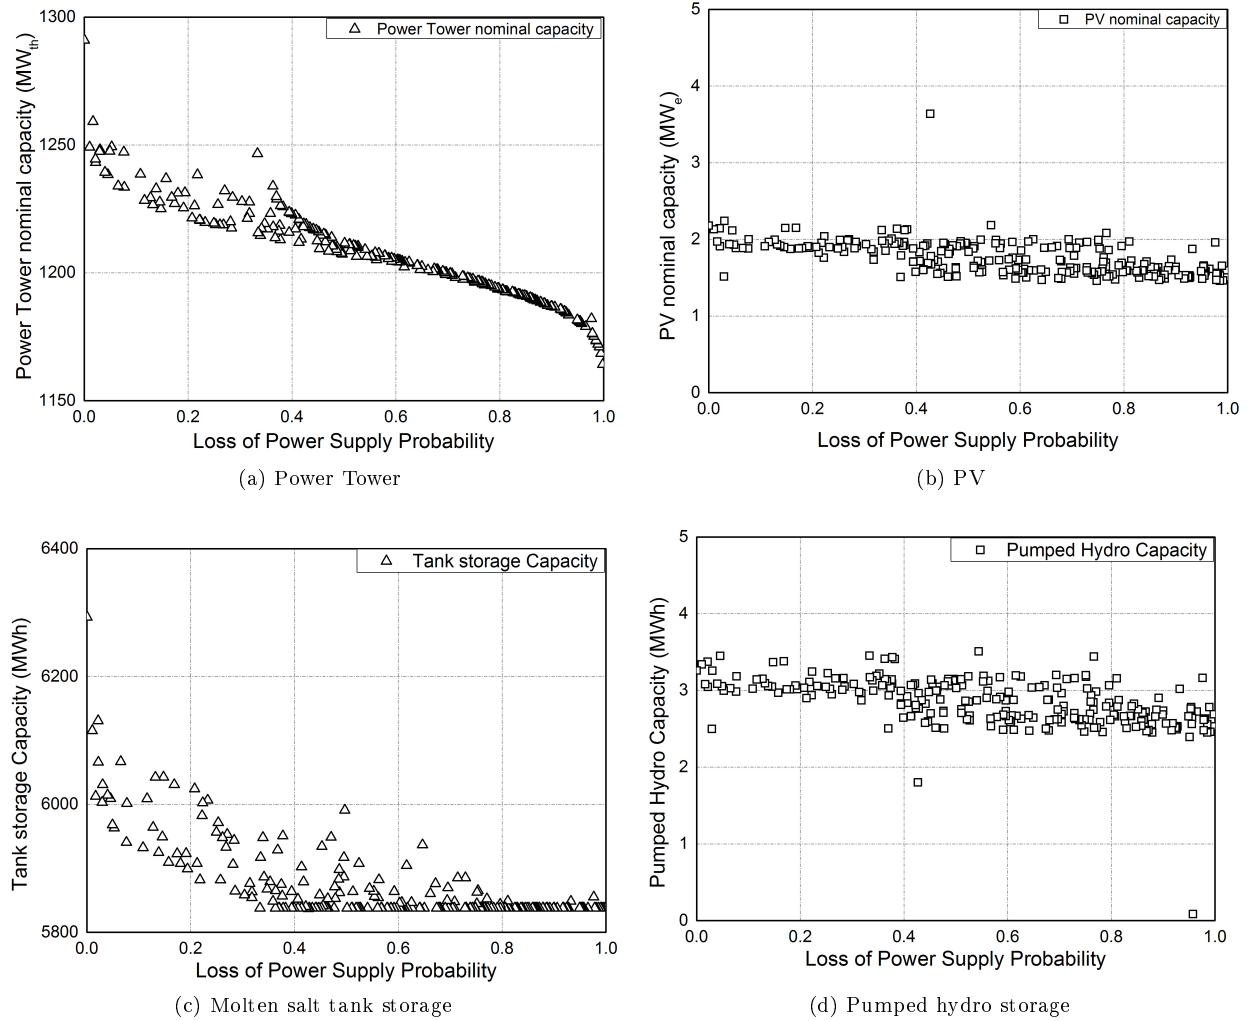 1300
1250
1200
1150
Power Tower nominal capacity (MWth)
Power Tower nominal capacity
0.0 0.2 0.4 0.6 0.8 1.0
Loss of Power Supply Probability
(a) Power Tower
5
4
3
2
1
0
PV nominal capacity (MWe)
PV nominal capacity
0.0 0.2 0.4 0.6 0.8 1.0
Loss of Power Supply Probability
(b) PV
6400
6200
6000
5800
Tank storage Capacity (MWh)
Tank storage Capacity
0.0 0.2 0.4 0.6 0.8 1.0
Loss of Power Supply Probability
(c) Molten salt tank storage
5
4
3
2
1
0
Pumped Hydro Capacity (MWh)
Pumped Hydro Capacity
0.0 0.2 0.4 0.6 0.8 1.0
Loss of Power Supply Probability
(d) Pumped hydro storage